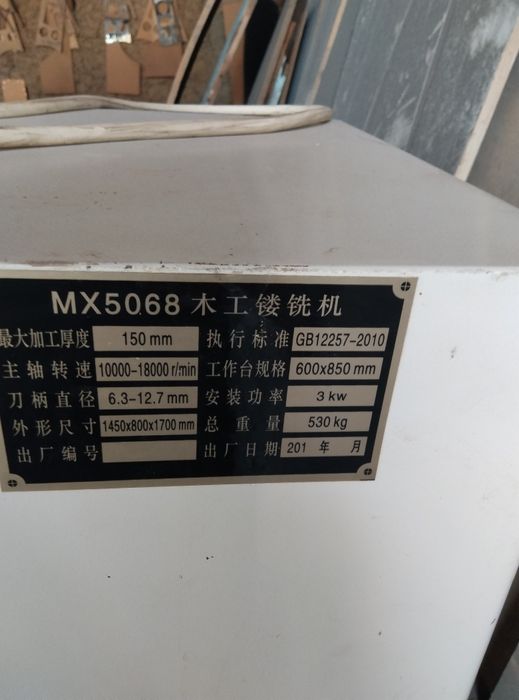 MX5068 木工镂铣机
最大加工厚度 150 mm 执行标准 GB12257-2010
主轴转速 10000-18000 r/min 工作台规格 600x850 mm
刀柄直径 6.3-12.7 mm 安装功率 3 kw
外形尺寸 1450x800x1700 mm 总重量 530 kg
出厂编号 出厂日期 201 年 月